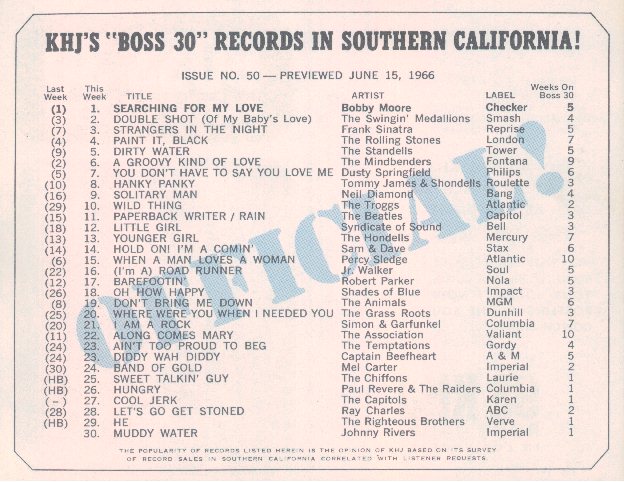 KHJ'S "BOSS 30" RECORDS IN SOUTHERN CALIFORNIA!
ISSUE NO. 50 — PREVIEWED JUNE 15, 1966
Last Week This Week TITLE ARTIST LABEL Weeks On Boss 30
(1) 1. SEARCHING FOR MY LOVE Bobby Moore Checker 5
(3) 2. DOUBLE SHOT (Of My Baby's Love) The Swingin' Medallions Smash 4
(7) 3. STRANGERS IN THE NIGHT Frank Sinatra Reprise 5
(4) 4. PAINT IT, BLACK The Rolling Stones London 7
(9) 5. DIRTY WATER The Standells Tower 5
(2) 6. A GROOVY KIND OF LOVE The Mindbenders Fontana 9
(5) 7. YOU DON'T HAVE TO SAY YOU LOVE ME Dusty Springfield Philips 6
(10) 8. HANKY PANKY Tommy James & Shondells Roulette 3
(16) 9. SOLITARY MAN Neil Diamond Bang 4
(29) 10. WILD THING The Troggs Atlantic 2
(15) 11. PAPERBACK WRITER / RAIN The Beatles Capitol 3
(18) 12. LITTLE GIRL Syndicate of Sound Bell 3
(13) 13. YOUNGER GIRL The Hondells Mercury 7
(14) 14. HOLD ON! I'M A COMIN' Sam & Dave Stax 6
(6) 15. WHEN A MAN LOVES A WOMAN Percy Sledge Atlantic 10
(22) 16. (I'm A) ROAD RUNNER Jr. Walker Soul 5
(12) 17. BAREFOOTIN' Robert Parker Nola 5
(26) 18. OH HOW HAPPY Shades of Blue Impact 3
(8) 19. DON'T BRING ME DOWN The Animals MGM 6
(25) 20. WHERE WERE YOU WHEN I NEEDED YOU The Grass Roots Dunhill 3
(20) 21. I AM A ROCK Simon & Garfunkel Columbia 7
(11) 22. ALONG COMES MARY The Association Valiant 10
(24) 23. AIN'T TOO PROUD TO BEG The Temptations Gordy 4
(24) 23. DIDDY WAH DIDDY Captain Beefheart A & M 5
(30) 24. BAND OF GOLD Mel Carter Imperial 2
(HB) 25. SWEET TALKIN' GUY The Chiffons Laurie 1
(HB) 26. HUNGRY Paul Revere & The Raiders Columbia 1
( – ) 27. COOL JERK The Capitols Karen 1
(28) 28. LET'S GO GET STONED Ray Charles ABC 2
(HB) 29. HE The Righteous Brothers Verve 1
30. MUDDY WATER Johnny Rivers Imperial 1
OFFICIAL!
THE POPULARITY OF RECORDS LISTED HEREIN IS THE OPINION OF KHJ BASED ON ITS SURVEY
OF RECORD SALES IN SOUTHERN CALIFORNIA CORRELATED WITH LISTENER REQUESTS.